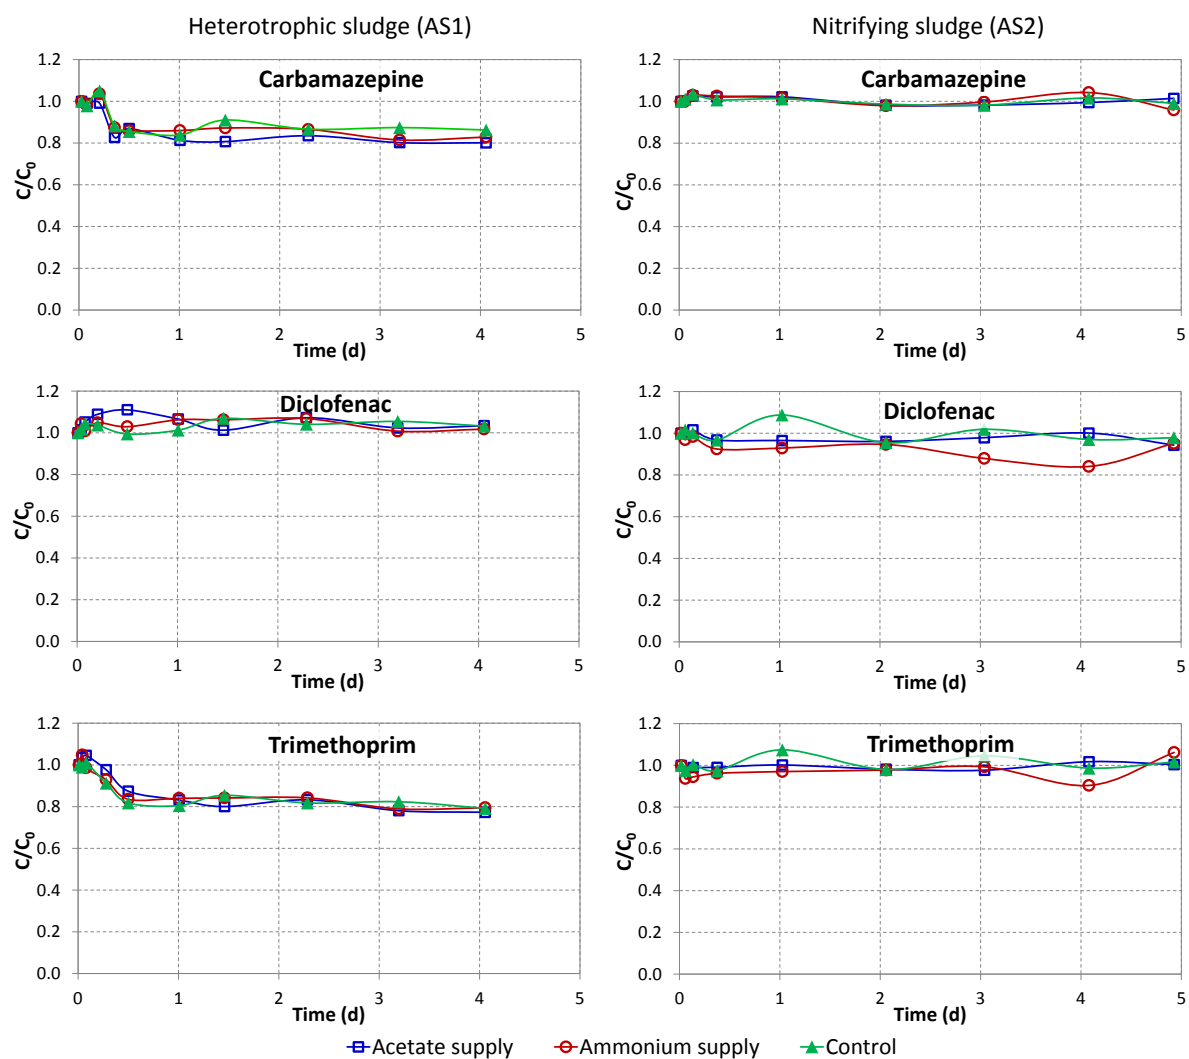 Heterotrophic sludge (AS1)
Nitrifying sludge (AS2)
Carbamazepine
C/C₀
1.2
1.0
0.8
0.6
0.4
0.2
0.0
0 1 2 3 4 5
Time (d)
Carbamazepine
C/C₀
1.2
1.0
0.8
0.6
0.4
0.2
0.0
0 1 2 3 4 5
Time (d)
Diclofenac
C/C₀
1.2
1.0
0.8
0.6
0.4
0.2
0.0
0 1 2 3 4 5
Time (d)
Diclofenac
C/C₀
1.2
1.0
0.8
0.6
0.4
0.2
0.0
0 1 2 3 4 5
Time (d)
Trimethoprim
C/C₀
1.2
1.0
0.8
0.6
0.4
0.2
0.0
0 1 2 3 4 5
Time (d)
Trimethoprim
C/C₀
1.2
1.0
0.8
0.6
0.4
0.2
0.0
0 1 2 3 4 5
Time (d)
Acetate supply Ammonium supply Control